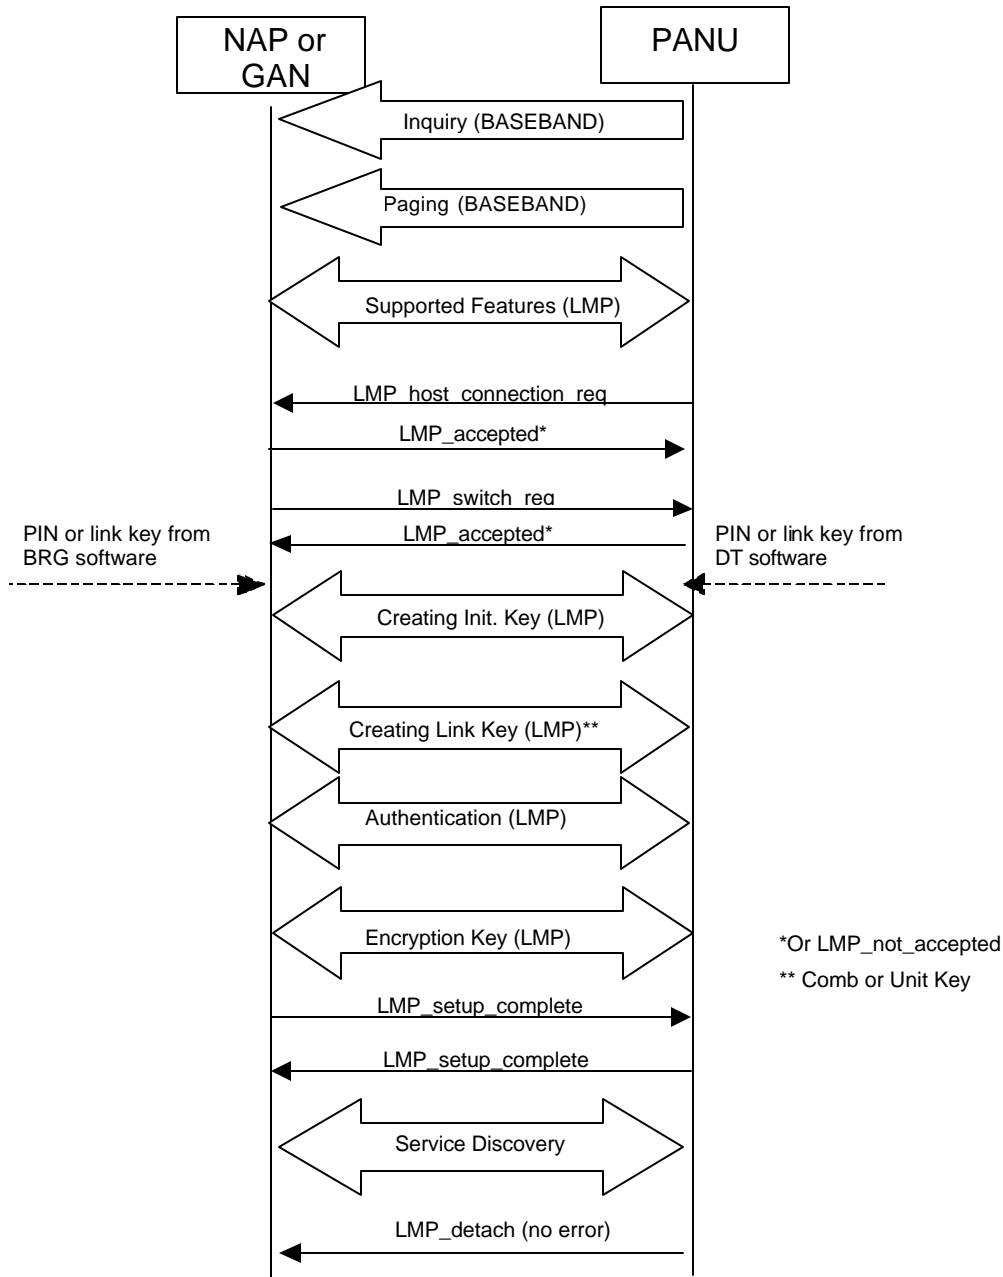 NAP or
GAN
PANU
Inquiry (BASEBAND)
Paging (BASEBAND)
Supported Features (LMP)
LMP_host_connection_req
LMP_accepted*
LMP_switch_req
LMP_accepted*
PIN or link key from
BRG software
PIN or link key from
DT software
Creating Init. Key (LMP)
Creating Link Key (LMP)**
Authentication (LMP)
Encryption Key (LMP)
*Or LMP_not_accepted
** Comb or Unit Key
LMP_setup_complete
LMP_setup_complete
Service Discovery
LMP_detach (no error)